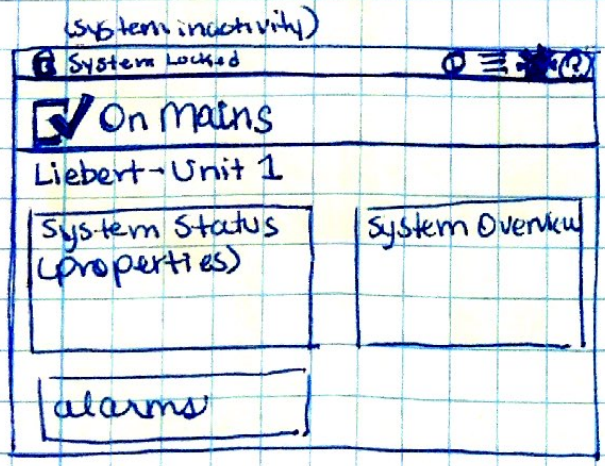 (system inactivity)
System Locked
On Mains
Liebert - Unit 1
System Status
(properties)
System Overview
alarms